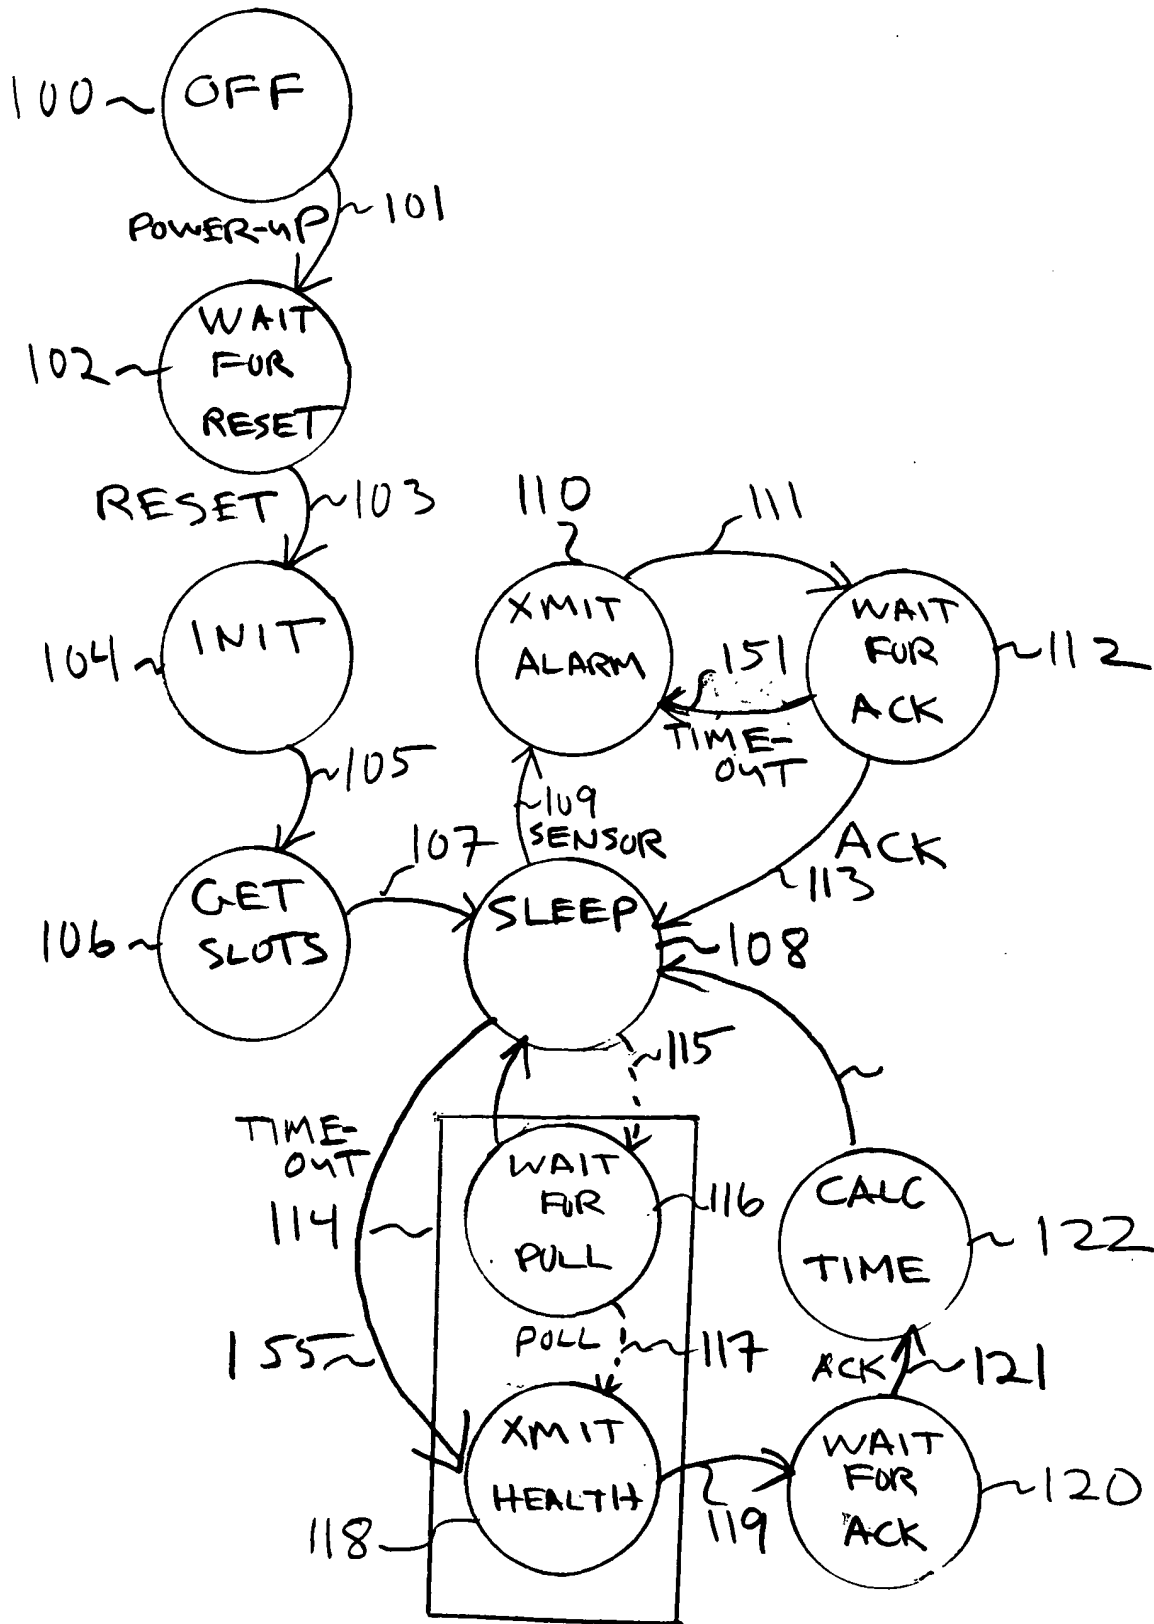 100
OFF
POWER-UP
101
102
WAIT
FOR
RESET
RESET
103
104
INIT
105
106
GET
SLOTS
107
110
XMIT
ALARM
111
WAIT
FOR
ACK
112
151
TIME-
OUT
109
SENSOR
ACK
113
SLEEP
108
115
TIME-
OUT
114
WAIT
FOR
PULL
116
POLL
117
155
XMIT
HEALTH
118
119
WAIT
FOR
ACK
120
ACK
121
CALC
TIME
122